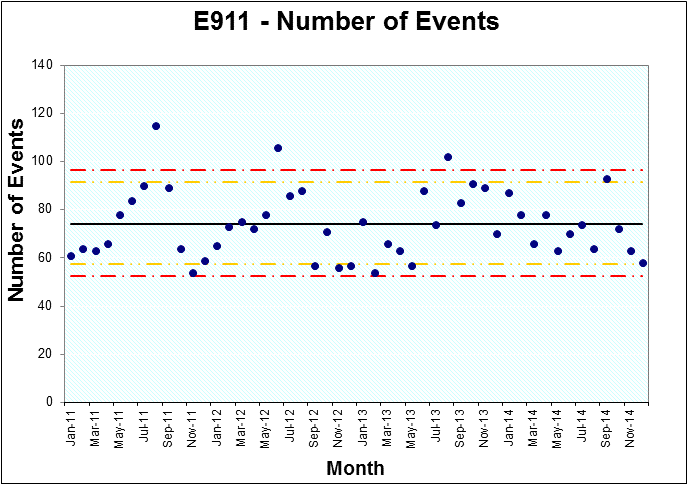 E911 - Number of Events
Number of Events
140
120
100
80
60
40
20
0
Jan-11
Mar-11
May-11
Jul-11
Sep-11
Nov-11
Jan-12
Mar-12
May-12
Jul-12
Sep-12
Nov-12
Jan-13
Mar-13
May-13
Jul-13
Sep-13
Nov-13
Jan-14
Mar-14
May-14
Jul-14
Sep-14
Nov-14
Month